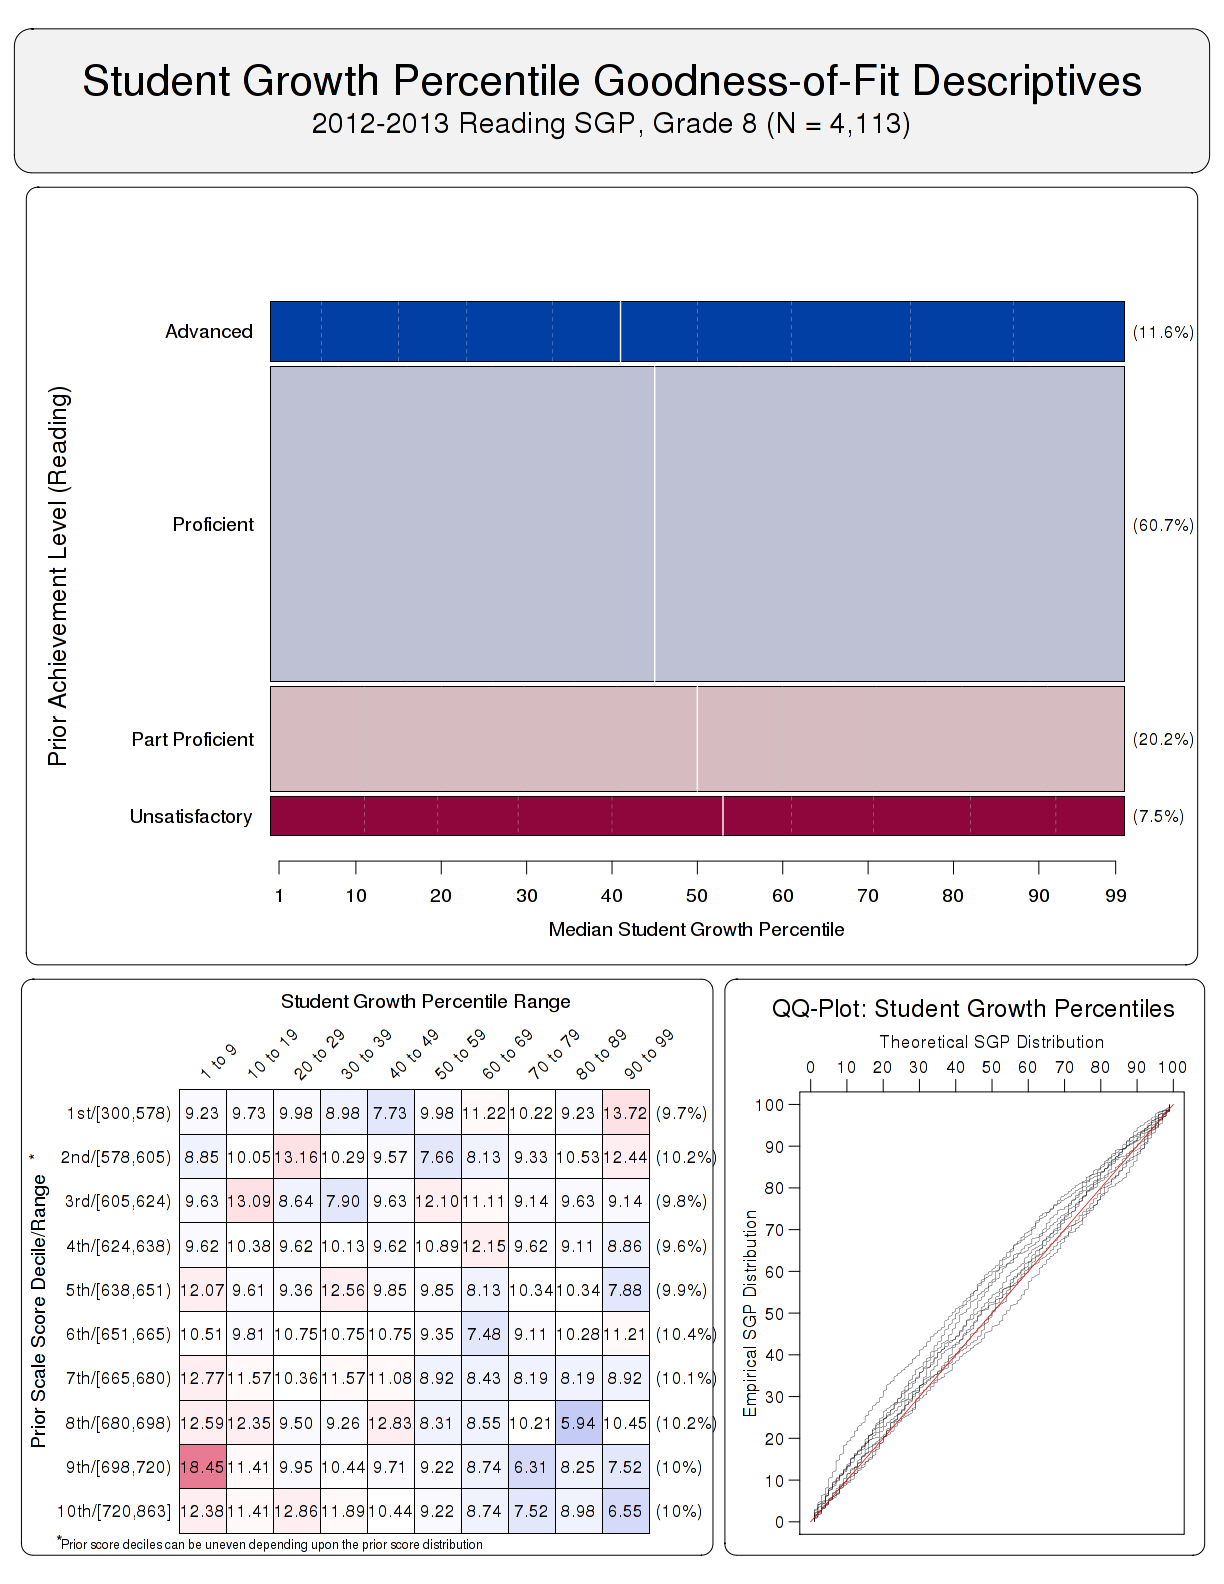 Student Growth Percentile Goodness-of-Fit Descriptives
2012-2013 Reading SGP, Grade 8 (N = 4,113)
Prior Achievement Level (Reading)
Advanced (11.6%)
Proficient (60.7%)
Part Proficient (20.2%)
Unsatisfactory (7.5%)
1 10 20 30 40 50 60 70 80 90 99
Median Student Growth Percentile
Student Growth Percentile Range
1 to 9 10 to 19 20 to 29 30 to 39 40 to 49 50 to 59 60 to 69 70 to 79 80 to 89 90 to 99
Prior Scale Score Decile/Range *
1st/[300,578) 9.23 9.73 9.98 8.98 7.73 9.98 11.22 10.22 9.23 13.72 (9.7%)
2nd/[578,605) 8.85 10.05 13.16 10.29 9.57 7.66 8.13 9.33 10.53 12.44 (10.2%)
3rd/[605,624) 9.63 13.09 8.64 7.90 9.63 12.10 11.11 9.14 9.63 9.14 (9.8%)
4th/[624,638) 9.62 10.38 9.62 10.13 9.62 10.89 12.15 9.62 9.11 8.86 (9.6%)
5th/[638,651) 12.07 9.61 9.36 12.56 9.85 9.85 8.13 10.34 10.34 7.88 (9.9%)
6th/[651,665) 10.51 9.81 10.75 10.75 10.75 9.35 7.48 9.11 10.28 11.21 (10.4%)
7th/[665,680) 12.77 11.57 10.36 11.57 11.08 8.92 8.43 8.19 8.19 8.92 (10.1%)
8th/[680,698) 12.59 12.35 9.50 9.26 12.83 8.31 8.55 10.21 5.94 10.45 (10.2%)
9th/[698,720) 18.45 11.41 9.95 10.44 9.71 9.22 8.74 6.31 8.25 7.52 (10%)
10th/[720,863] 12.38 11.41 12.86 11.89 10.44 9.22 8.74 7.52 8.98 6.55 (10%)
*Prior score deciles can be uneven depending upon the prior score distribution
QQ-Plot: Student Growth Percentiles
Theoretical SGP Distribution
0 10 20 30 40 50 60 70 80 90 100
Empirical SGP Distribution
100
90
80
70
60
50
40
30
20
10
0